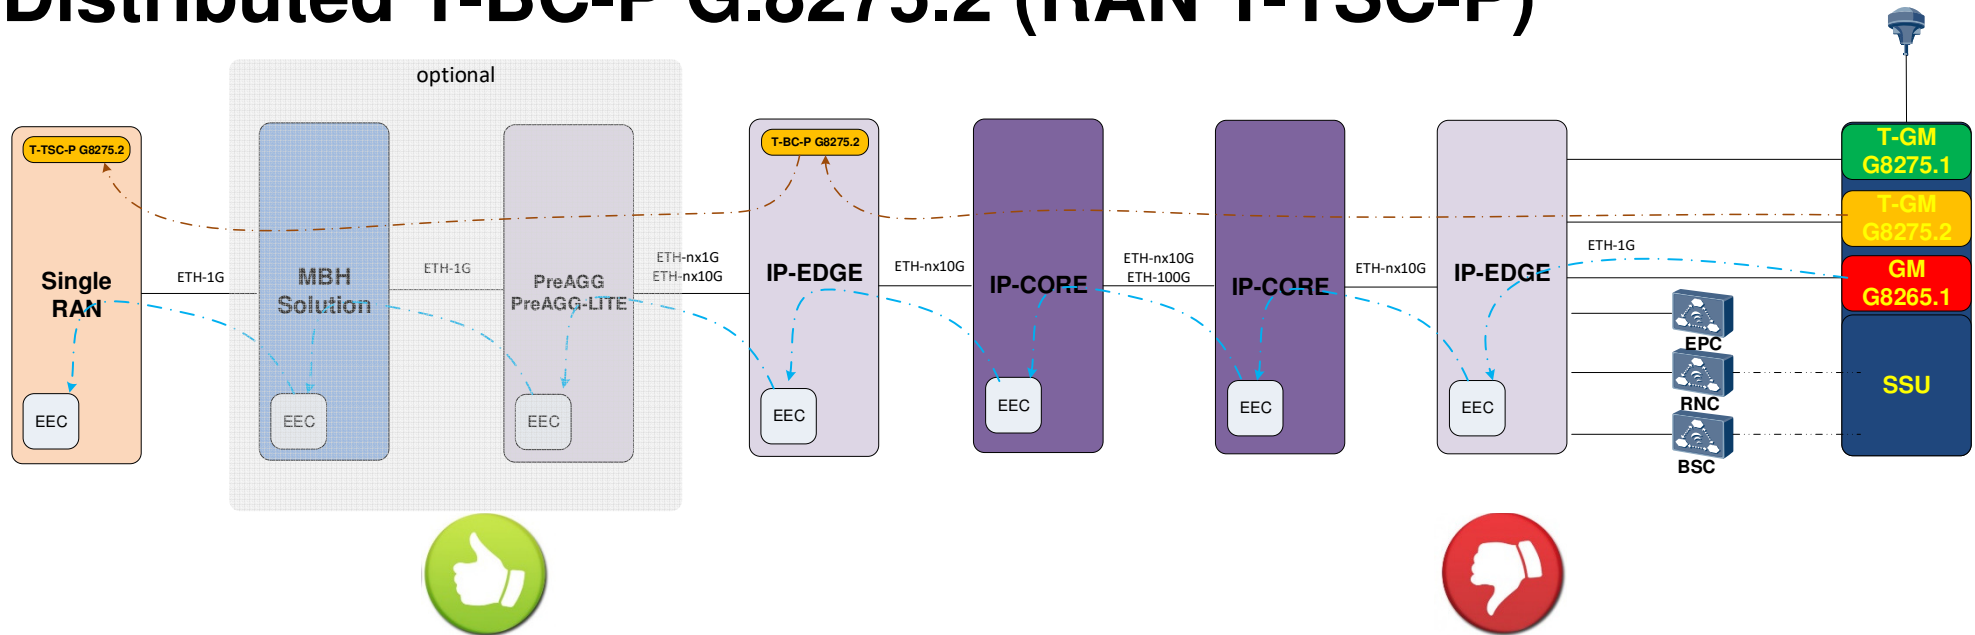 Distributed T-BC-P G.8275.2 (RAN T-TSC-P)
optional
T-TSC-P G8275.2
T-BC-P G8275.2
T-GM
G8275.1
T-GM
G8275.2
GM
G8265.1
SSU
Single
RAN
ETH-1G
MBH
Solution
ETH-1G
PreAGG
PreAGG-LITE
ETH-nx1G
ETH-nx10G
IP-EDGE
ETH-nx10G
IP-CORE
ETH-nx10G
ETH-100G
IP-CORE
ETH-nx10G
IP-EDGE
ETH-1G
EPC
RNC
BSC
EEC
EEC
EEC
EEC
EEC
EEC
EEC